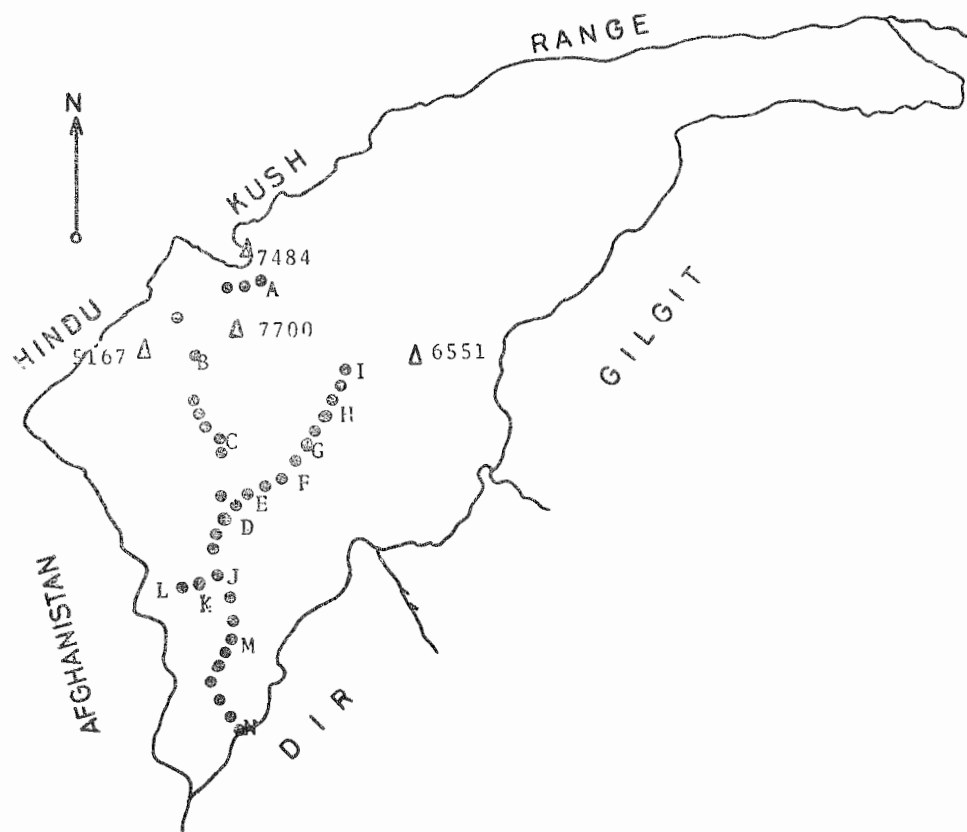 RANGE
N
KUSH
7484
A
HINDU
7700
5167
B
6551
GILGIT
I
H
C
G
F
E
D
J
L
K
AFGHANISTAN
M
N
DIR